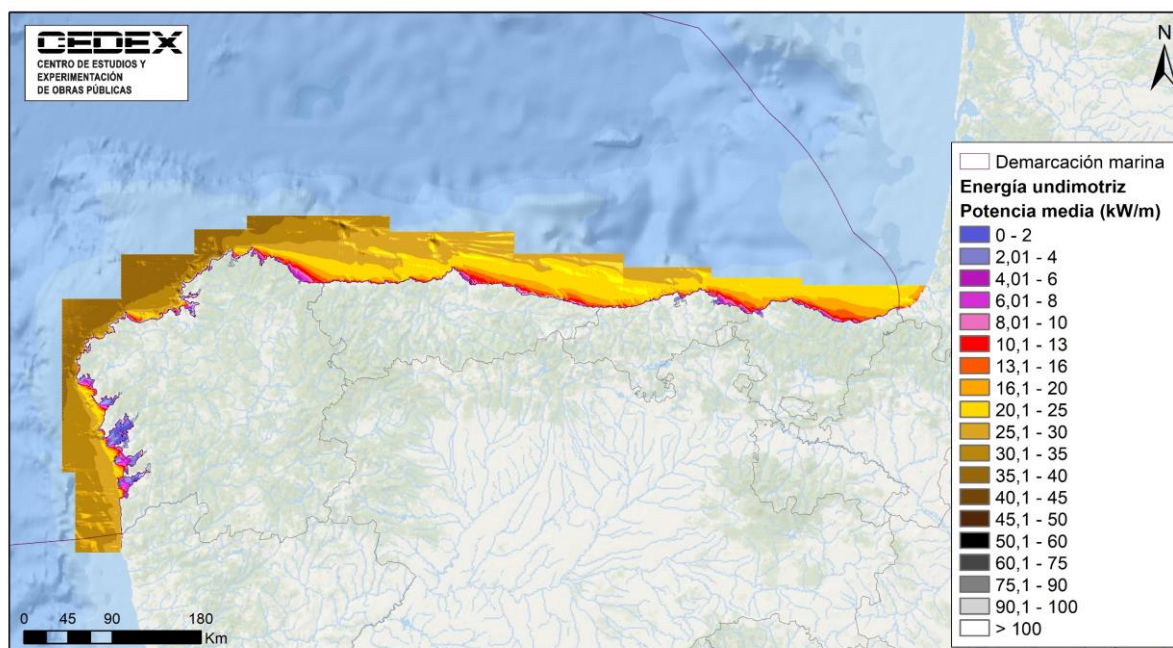 CEDEX
CENTRO DE ESTUDIOS Y
EXPERIMENTACIÓN
DE OBRAS PÚBLICAS
N
Demarcación marina
Energía undimotriz
Potencia media (kW/m)
0 - 2
2,01 - 4
4,01 - 6
6,01 - 8
8,01 - 10
10,1 - 13
13,1 - 16
16,1 - 20
20,1 - 25
25,1 - 30
30,1 - 35
35,1 - 40
40,1 - 45
45,1 - 50
50,1 - 60
60,1 - 75
75,1 - 90
90,1 - 100
> 100
0 45 90 180
Km